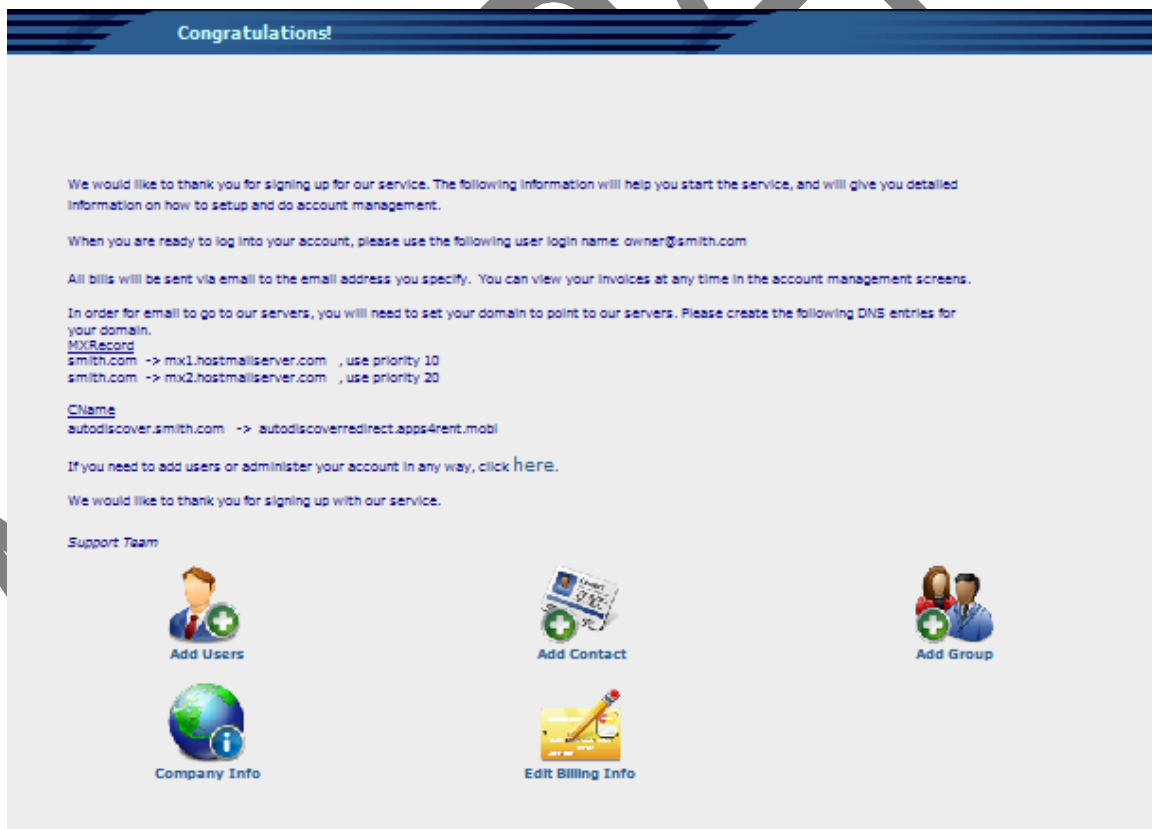 Congratulations!
We would like to thank you for signing up for our service. The following information will help you start the service, and will give you detailed
information on how to setup and do account management.
When you are ready to log into your account, please use the following user login name: owner@smith.com
All bills will be sent via email to the email address you specify. You can view your invoices at any time in the account management screens.
In order for email to go to our servers, you will need to set your domain to point to our servers. Please create the following DNS entries for
your domain.
MXRecord
smith.com -> mx1.hostmailserver.com , use priority 10
smith.com -> mx2.hostmailserver.com , use priority 20
CName
autodiscover.smith.com -> autodiscoverredirect.apps4rent.mobi
If you need to add users or administer your account in any way, click here.
We would like to thank you for signing up with our service.
Support Team
Add Users Add Contact Add Group
Company Info Edit Billing Info